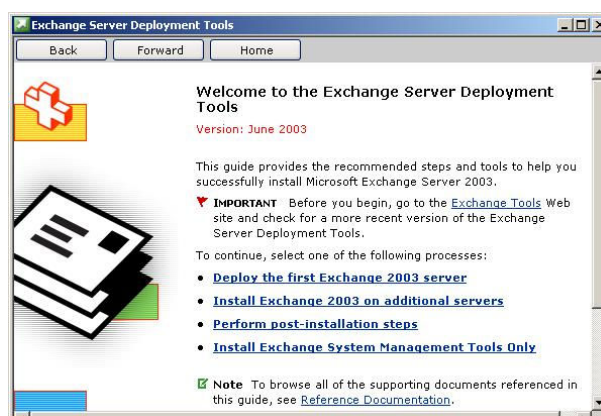 Exchange Server Deployment Tools
Back Forward Home
Welcome to the Exchange Server Deployment
Tools
Version: June 2003
This guide provides the recommended steps and tools to help you
successfully install Microsoft Exchange Server 2003.
IMPORTANT Before you begin, go to the Exchange Tools Web
site and check for a more recent version of the Exchange
Server Deployment Tools.
To continue, select one of the following processes:
• Deploy the first Exchange 2003 server
• Install Exchange 2003 on additional servers
• Perform post-installation steps
• Install Exchange System Management Tools Only
Note To browse all of the supporting documents referenced in
this guide, see Reference Documentation.